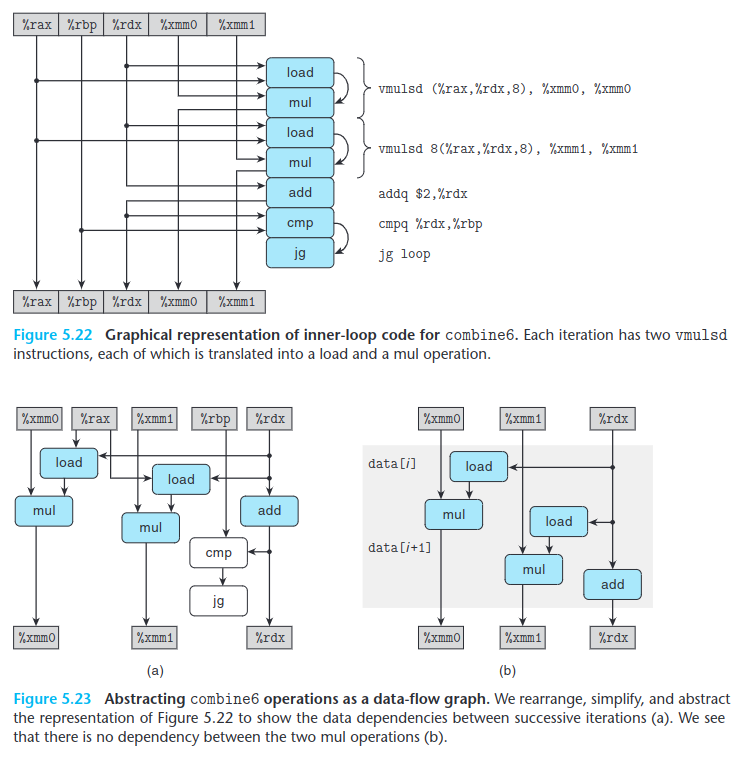 %rax %rbp %rdx %xmm0 %xmm1
load
mul
vmulsd (%rax,%rdx,8), %xmm0, %xmm0
load
mul
vmulsd 8(%rax,%rdx,8), %xmm1, %xmm1
add
addq $2,%rdx
cmp
cmpq %rdx,%rbp
jg
jg loop
%rax %rbp %rdx %xmm0 %xmm1
Figure 5.22 Graphical representation of inner-loop code for combine6. Each iteration has two vmulsd
instructions, each of which is translated into a load and a mul operation.
%xmm0 %rax %xmm1 %rbp %rdx
load
load
mul
mul
add
cmp
jg
%xmm0 %xmm1 %rdx
(a)
%xmm0 %xmm1 %rdx
data[i]
load
mul
load
data[i+1]
mul
add
%xmm0 %xmm1 %rdx
(b)
Figure 5.23 Abstracting combine6 operations as a data-flow graph. We rearrange, simplify, and abstract
the representation of Figure 5.22 to show the data dependencies between successive iterations (a). We see
that there is no dependency between the two mul operations (b).